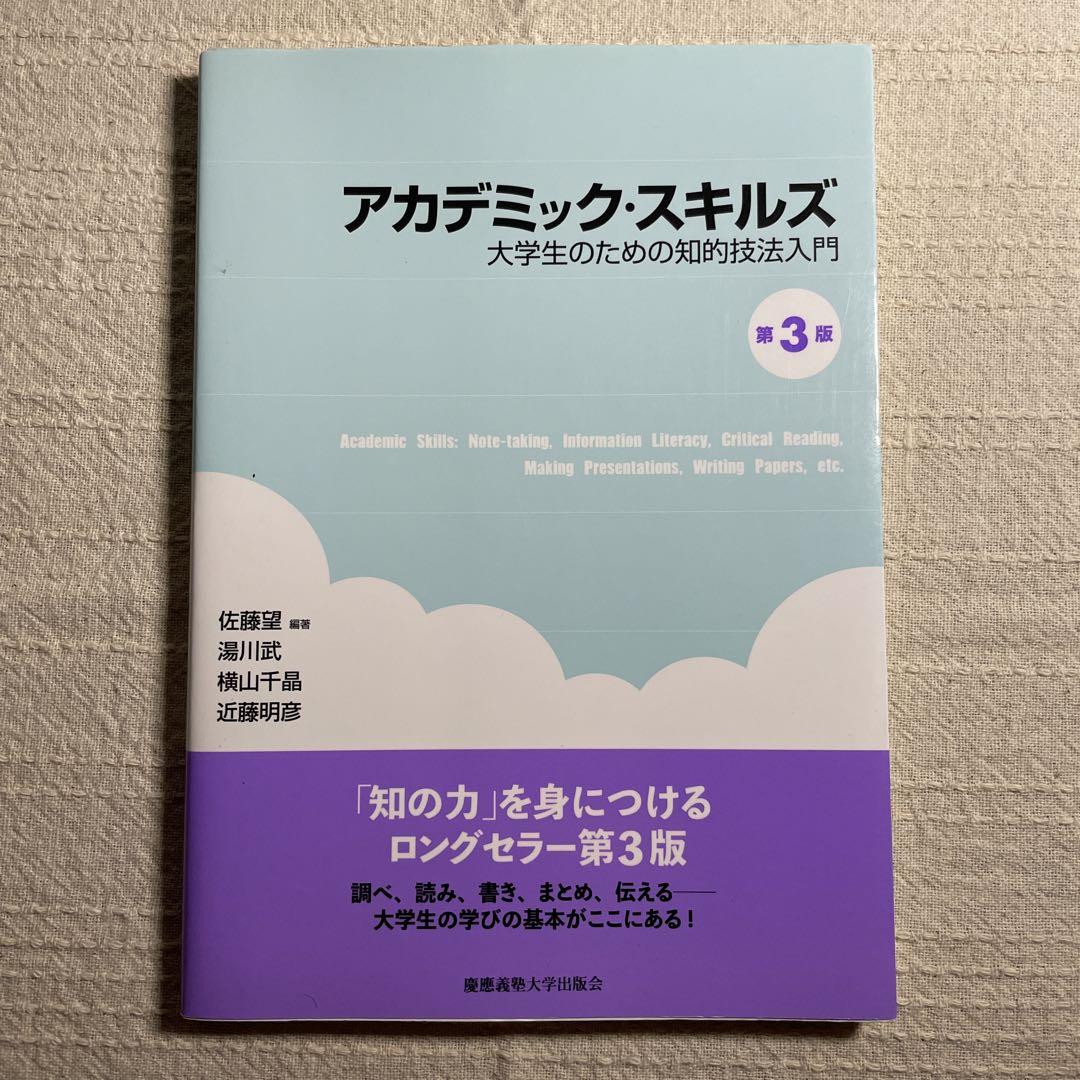 アカデミック・スキルズ
大学生のための知的技法入門
第3版
Academic Skills: Note-taking, Information Literacy, Critical Reading,
Making Presentations, Writing Papers, etc.
佐藤望 編著
湯川武
横山千晶
近藤明彦
「知の力」を身につける
ロングセラー第3版
調べ、読み、書き、まとめ、伝える──
大学生の学びの基本がここにある!
慶應義塾大学出版会